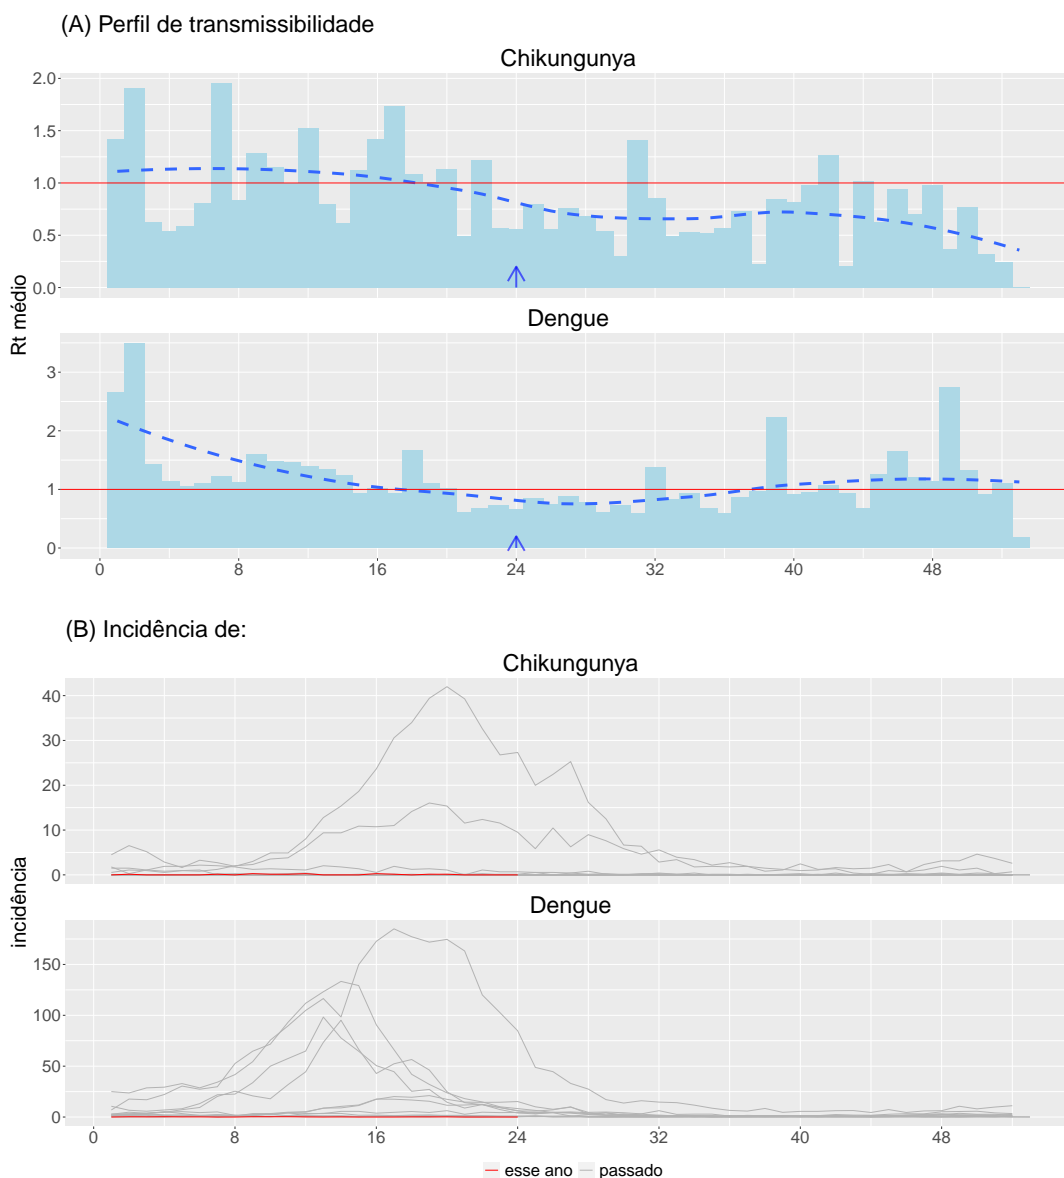 (A) Perfil de transmissibilidade
Chikungunya
2.0
1.5
1.0
0.5
0.0
Rt médio
Dengue
3
2
1
0
0 8 16 24 32 40 48
(B) Incidência de:
Chikungunya
40
30
20
10
0
incidência
Dengue
150
100
50
0
0 8 16 24 32 40 48
esse ano passado